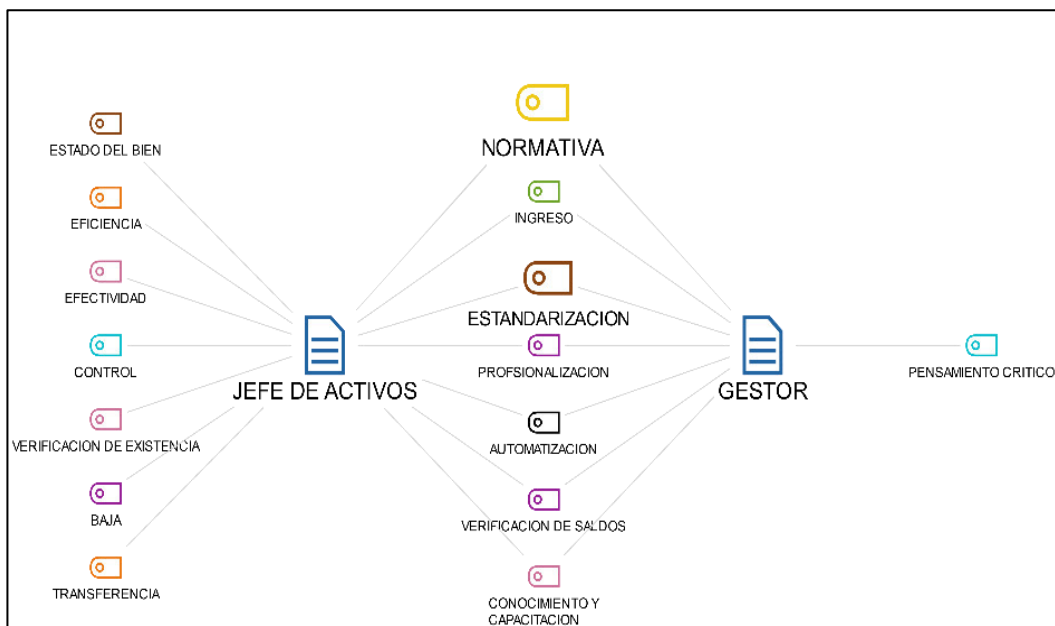 ESTADO DEL BIEN
EFICIENCIA
EFECTIVIDAD
CONTROL
VERIFICACION DE EXISTENCIA
BAJA
TRANSFERENCIA
JEFE DE ACTIVOS
NORMATIVA
INGRESO
ESTANDARIZACION
PROFSIONALIZACION
AUTOMATIZACION
VERIFICACION DE SALDOS
CONOCIMIENTO Y
CAPACITACION
GESTOR
PENSAMIENTO CRITICO